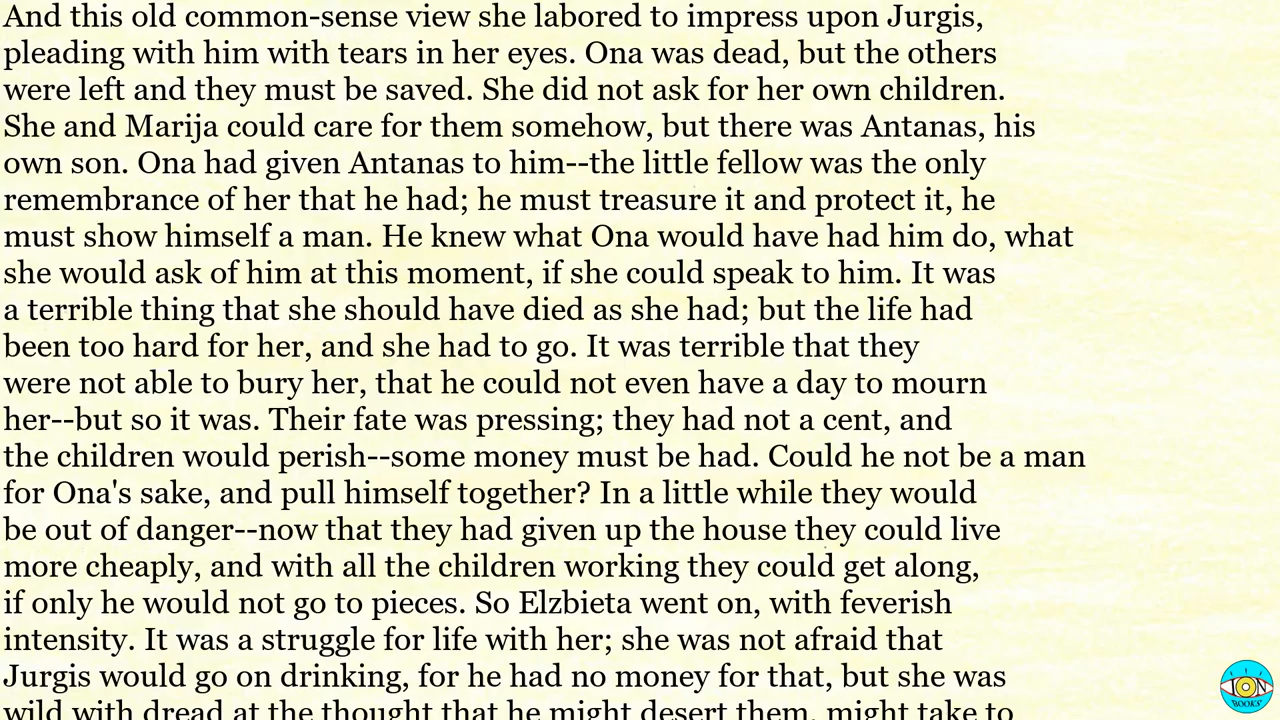 And this old common-sense view she labored to impress upon Jurgis,
pleading with him with tears in her eyes. Ona was dead, but the others
were left and they must be saved. She did not ask for her own children.
She and Marija could care for them somehow, but there was Antanas, his
own son. Ona had given Antanas to him--the little fellow was the only
remembrance of her that he had; he must treasure it and protect it, he
must show himself a man. He knew what Ona would have had him do, what
she would ask of him at this moment, if she could speak to him. It was
a terrible thing that she should have died as she had; but the life had
been too hard for her, and she had to go. It was terrible that they
were not able to bury her, that he could not even have a day to mourn
her--but so it was. Their fate was pressing; they had not a cent, and
the children would perish--some money must be had. Could he not be a man
for Ona's sake, and pull himself together? In a little while they would
be out of danger--now that they had given up the house they could live
more cheaply, and with all the children working they could get along,
if only he would not go to pieces. So Elzbieta went on, with feverish
intensity. It was a struggle for life with her; she was not afraid that
Jurgis would go on drinking, for he had no money for that, but she was
wild with dread at the thought that he might desert them, might take to
ION
BOOKS